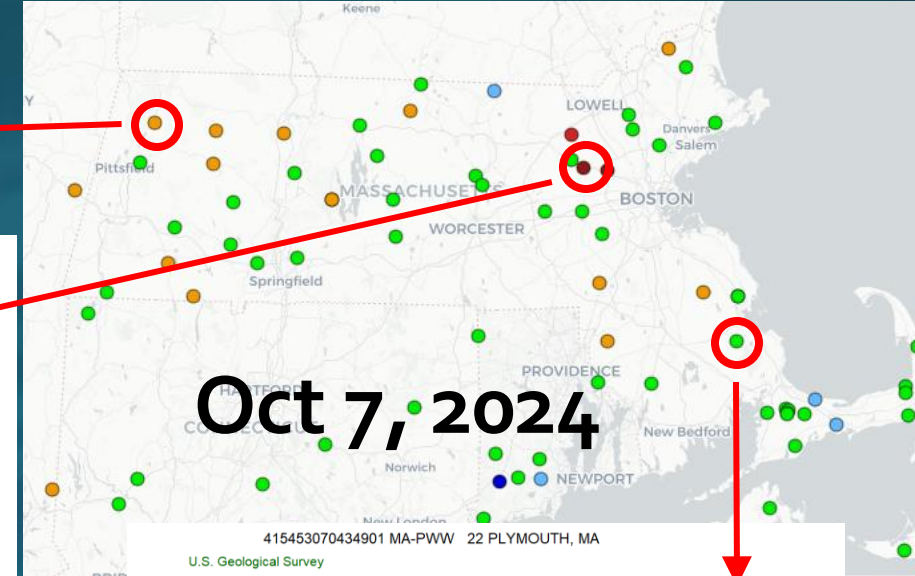 Keene
LOWELL
Danvers
Salem
Pittsfield
MASSACHUSETTS
BOSTON
WORCESTER
Springfield
PROVIDENCE
HARTFORD
Oct 7, 2024
New Bedford
Norwich
NEWPORT
New London
415453070434901 MA-PWW 22 PLYMOUTH, MA
U.S. Geological Survey